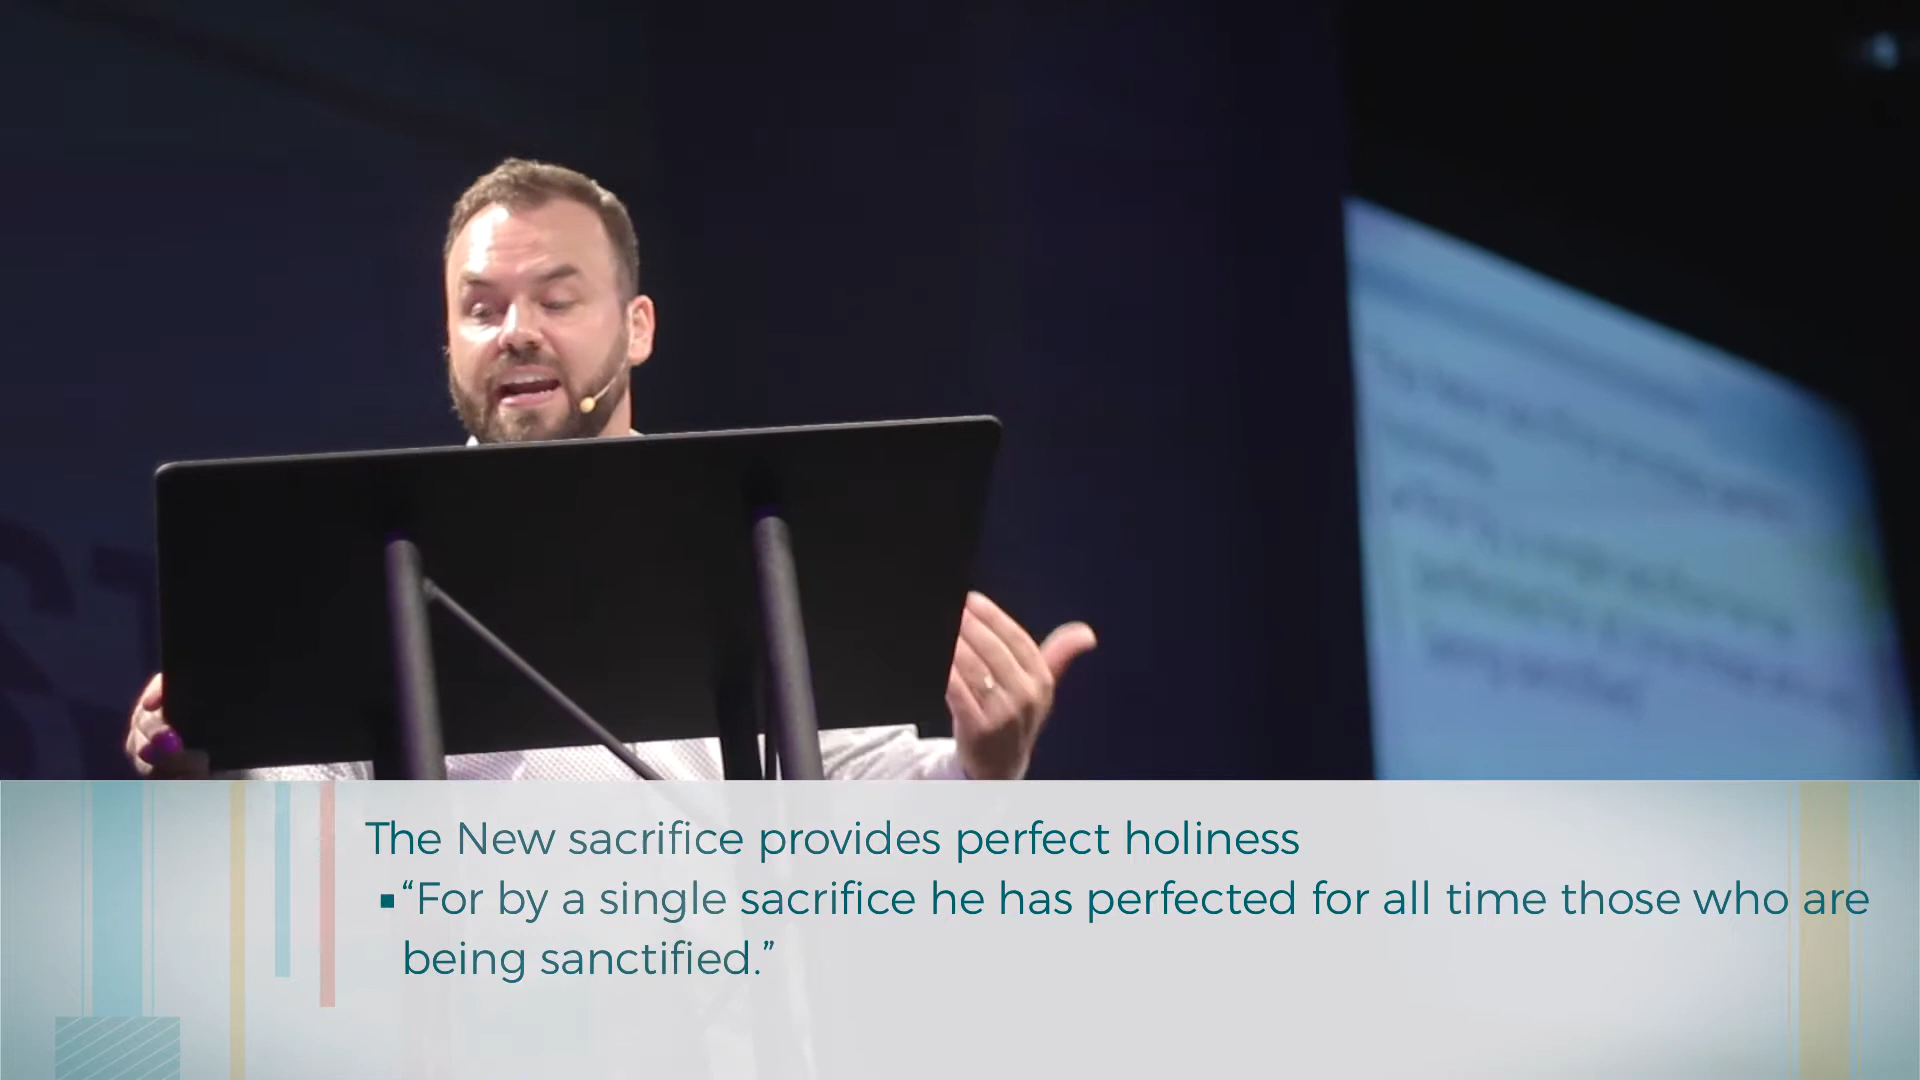 The New sacrifice provides perfect holiness
▪“For by a single sacrifice he has perfected for all time those who are
being sanctified.”